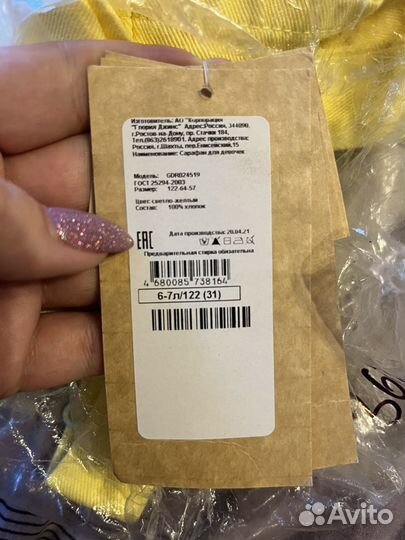 Изготовитель: АО "Корпорация
"Глория Джинс" Адрес:Россия, 344090,
г.Ростов-на-Дону, пр. Стачки 184,
Тел.(863)2618901. Адрес производства:
Россия, г.Шахты, пер.Енисейский,15
Наименование: Сарафан для девочек
Модель: GDR024519
ГОСТ 25294-2003
Размер: 122-64-57
Цвет: светло-желтый
Состав: 100% хлопок
Дата производства: 20.04.21
EAC
Предварительная стирка обязательна
4 680085 738164
6-7л/122 (31)
Avito